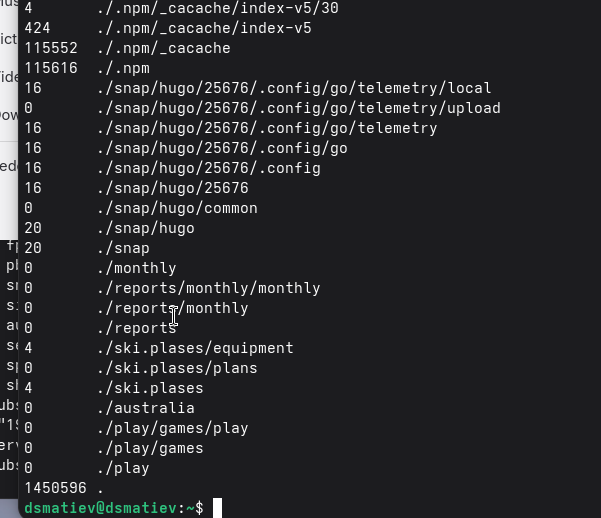 4       ./.npm/_cacache/index-v5/30
424     ./.npm/_cacache/index-v5
115552  ./.npm/_cacache
115616  ./.npm
16      ./snap/hugo/25676/.config/go/telemetry/local
0       ./snap/hugo/25676/.config/go/telemetry/upload
16      ./snap/hugo/25676/.config/go/telemetry
16      ./snap/hugo/25676/.config/go
16      ./snap/hugo/25676/.config
16      ./snap/hugo/25676
0       ./snap/hugo/common
20      ./snap/hugo
20      ./snap
0       ./monthly
0       ./reports/monthly/monthly
0       ./reports/monthly
0       ./reports
4       ./ski.plases/equipment
0       ./ski.plases/plans
4       ./ski.plases
0       ./australia
0       ./play/games/play
0       ./play/games
0       ./play
1450596 .
dsmatiev@dsmatiev:~$